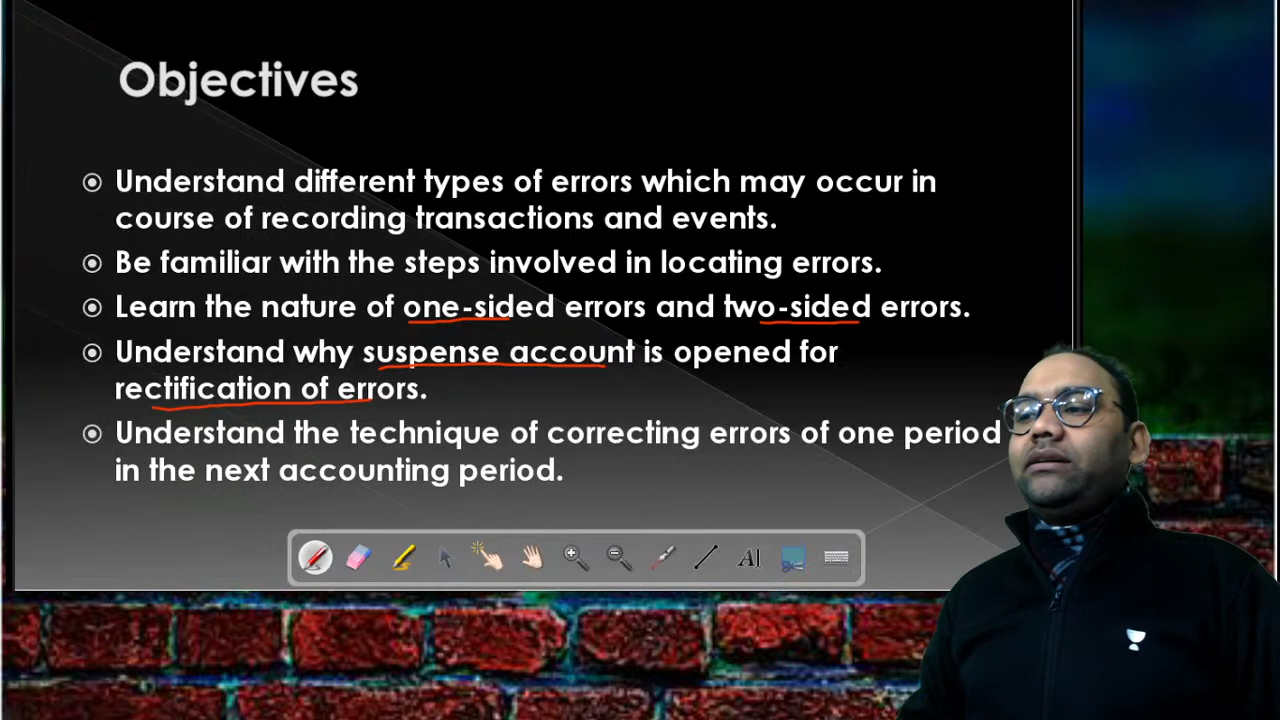 Objectives
Understand different types of errors which may occur in
course of recording transactions and events.
Be familiar with the steps involved in locating errors.
Learn the nature of one-sided errors and two-sided errors.
Understand why suspense account is opened for
rectification of errors.
Understand the technique of correcting errors of one period
in the next accounting period.
A